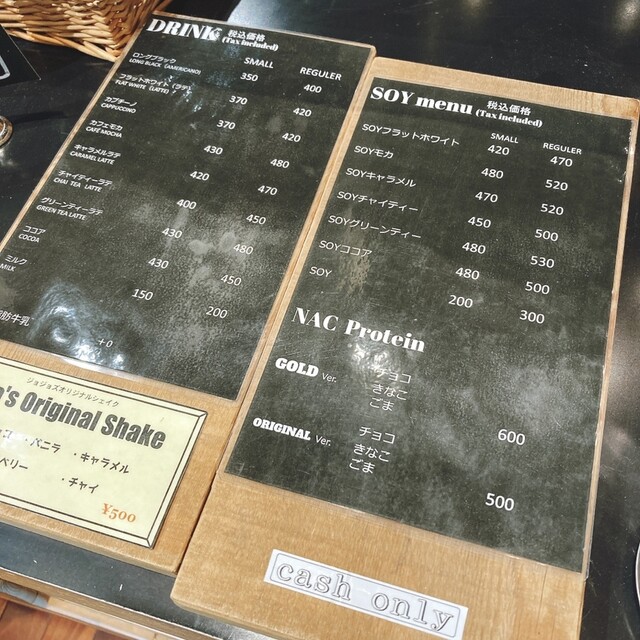 DRINK 税込価格
(Tax included)
SMALL REGULER
ロングブラック 350 400
LONG BLACK (AMERICANO)
フラットホワイト (ラテ) 370 420
FLAT WHITE (LATTE)
カプチーノ 370 420
CAPUCCINO
カフェモカ 430 480
CAFÉ MOCHA
キャラメルラテ 420 470
CARAMEL LATTE
チャイティーラテ 400 450
CHAI TEA LATTE
グリーンティーラテ 430 480
GREEN TEA LATTE
ココア 430 450
COCOA
ミルク 150 200
MILK
肪牛乳 +0
ジョジョズオリジナルシェイク
's Original Shake
・バニラ ・キャラメル
ベリー ・チャイ
¥500
SOY menu 税込価格
(Tax included)
SMALL REGULER
SOYフラットホワイト 420 470
SOYモカ 480 520
SOYキャラメル 470 520
SOYチャイティー 450 500
SOYグリーンティー 480 530
SOYココア 480 500
SOY 200 300
NAC Protein
GOLD Ver. チョコ
きなこ
ごま 600
ORIGINAL Ver. チョコ
きなこ
ごま 500
cash only